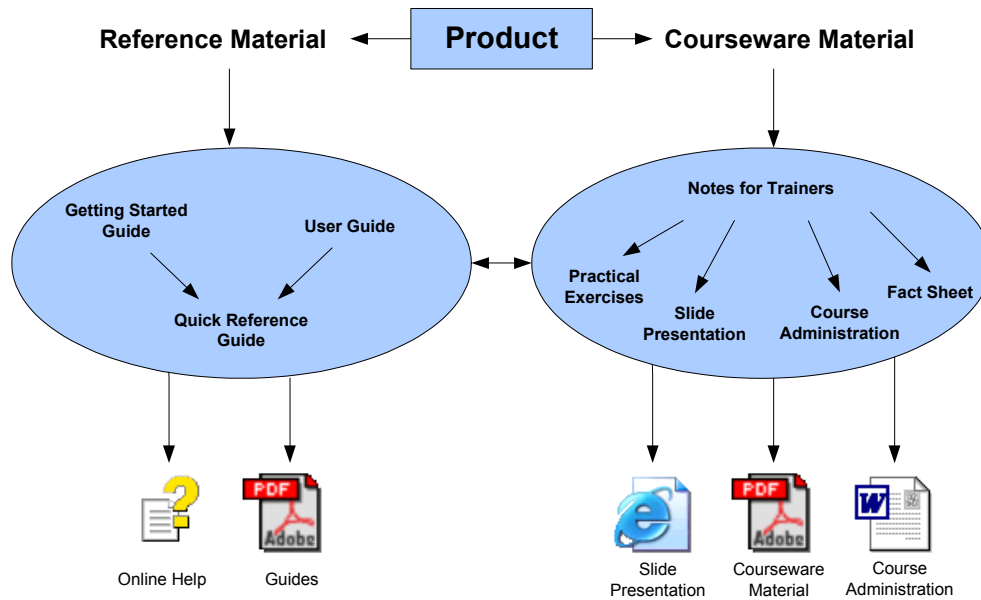 Reference Material
Product
Courseware Material
Getting Started
Guide
User Guide
Quick Reference
Guide
Notes for Trainers
Practical
Exercises
Slide
Presentation
Course
Administration
Fact Sheet
PDF
Adobe
PDF
Adobe
W
Online Help
Guides
Slide
Presentation
Courseware
Material
Course
Administration